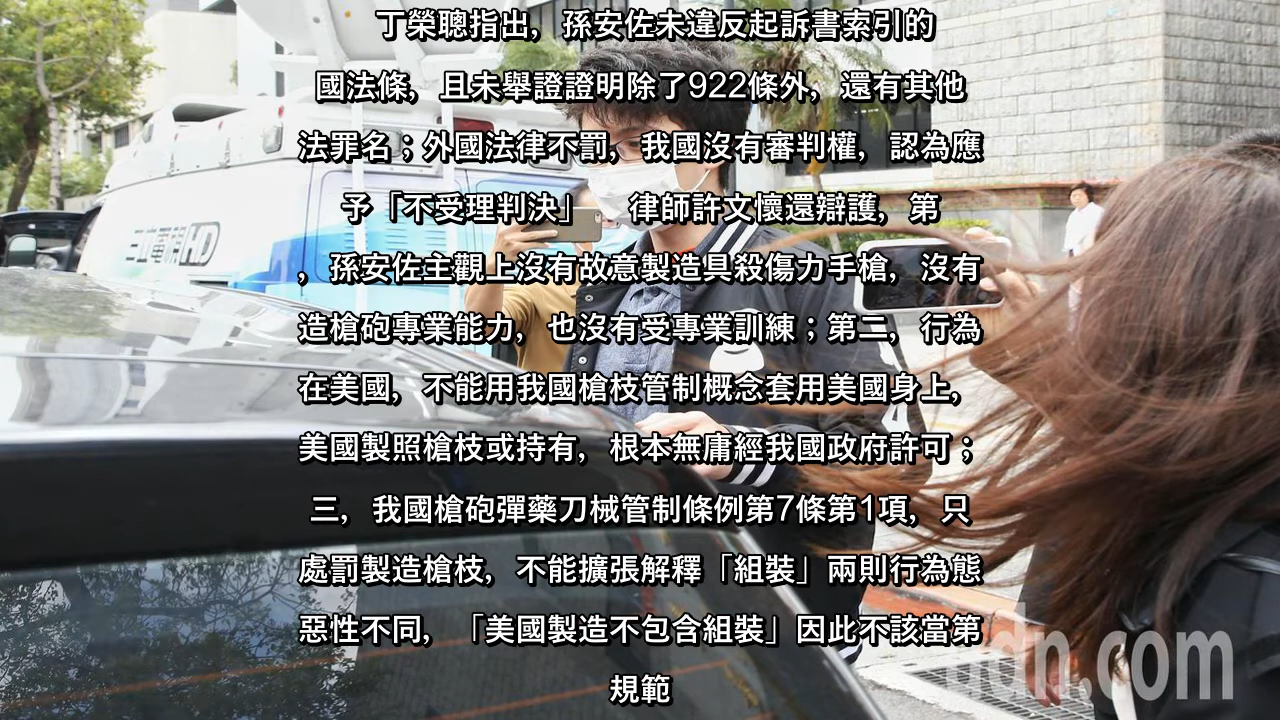 丁榮聰指出，孫安佐未違反起訴書索引的
國法條，且未舉證證明除了922條外，還有其他
法罪名；外國法律不罰，我國沒有審判權，認為應
予「不受理判決」 律師許文懷還辯護，第
，孫安佐主觀上沒有故意製造具殺傷力手槍，沒有
造槍砲專業能力，也沒有受專業訓練；第二，行為
在美國，不能用我國槍枝管制概念套用美國身上，
美國製照槍枝或持有，根本無庸經我國政府許可；
三，我國槍砲彈藥刀械管制條例第7條第1項，只
處罰製造槍枝，不能擴張解釋「組裝」兩則行為態
惡性不同，「美國製造不包含組裝」因此不該當第
規範
三立電視HD
udn.com